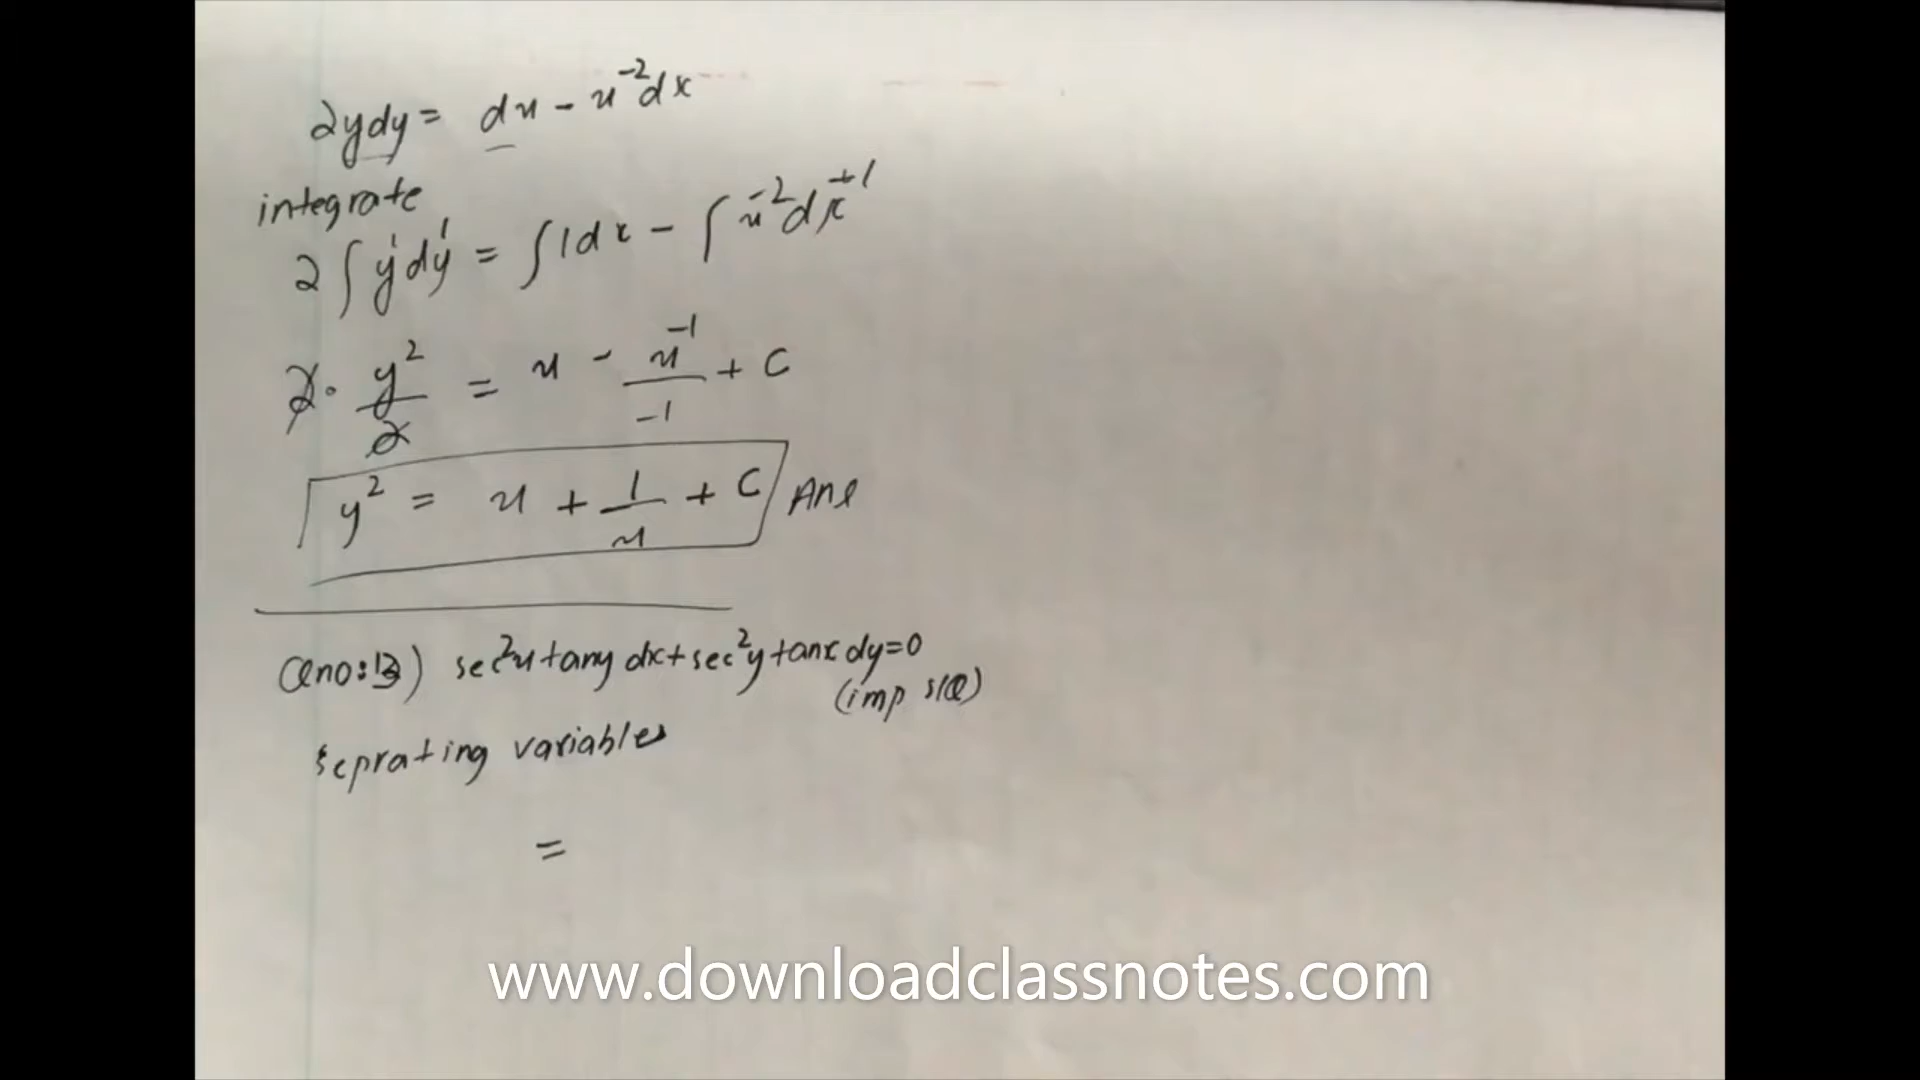 2ydy = dx - x⁻²dx
integrate
2∫y¹dy¹ = ∫1dx - ∫x⁻²dx⁺¹
2·y²/2 = x - x⁻¹/-1 + C
y² = x + 1/x + C Ans
Qno:13) sec²x tany dx + sec²y tanx dy=0
(imp s/Q)
seprating variables
=
www.downloadclassnotes.com